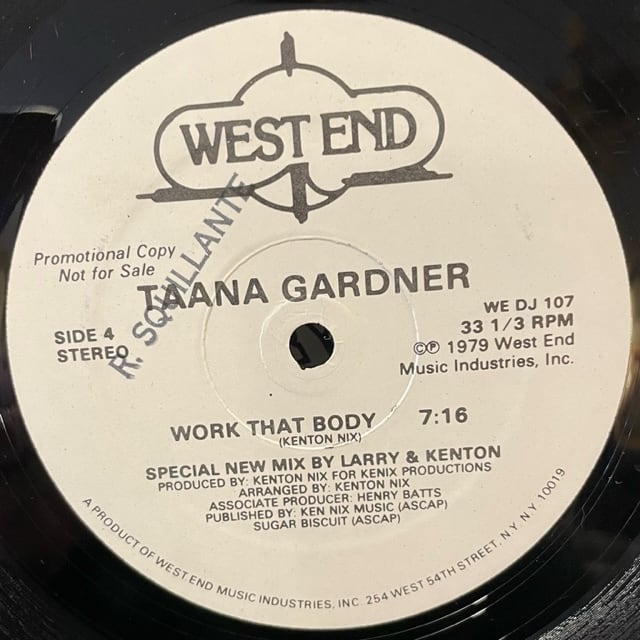 WEST END
Promotional Copy
Not for Sale
R. SQUILLANTE
TAANA GARDNER
SIDE 4
STEREO
WE DJ 107
33 1/3 RPM
©℗ 1979 West End
Music Industries, Inc.
WORK THAT BODY 7:16
(KENTON NIX)
SPECIAL NEW MIX BY LARRY & KENTON
PRODUCED BY: KENTON NIX FOR KENIX PRODUCTIONS
ARRANGED BY: KENTON NIX
ASSOCIATE PRODUCER: HENRY BATTS
PUBLISHED BY: KEN NIX MUSIC (ASCAP)
SUGAR BISCUIT (ASCAP)
A PRODUCT OF WEST END MUSIC INDUSTRIES, INC. 254 WEST 54TH STREET, N.Y. N.Y. 10019